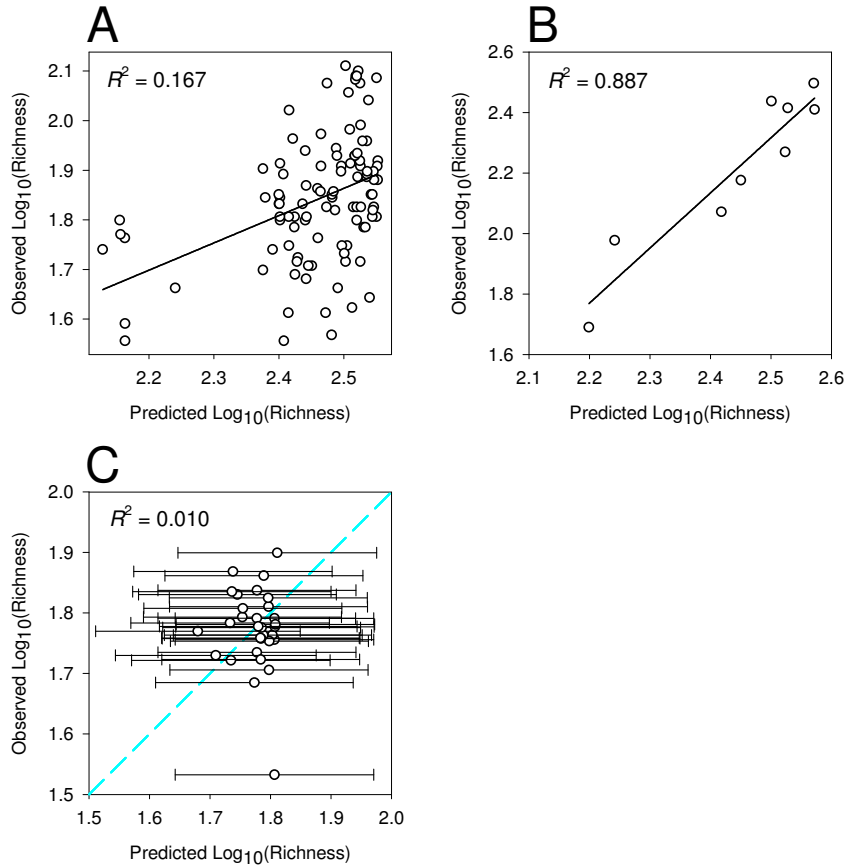 A
R² = 0.167
Observed Log₁₀(Richness)
2.1
2.0
1.9
1.8
1.7
1.6
2.2 2.3 2.4 2.5
Predicted Log₁₀(Richness)
B
R² = 0.887
Observed Log₁₀(Richness)
2.6
2.4
2.2
2.0
1.8
1.6
2.1 2.2 2.3 2.4 2.5 2.6
Predicted Log₁₀(Richness)
C
R² = 0.010
Observed Log₁₀(Richness)
2.0
1.9
1.8
1.7
1.6
1.5
1.5 1.6 1.7 1.8 1.9 2.0
Predicted Log₁₀(Richness)